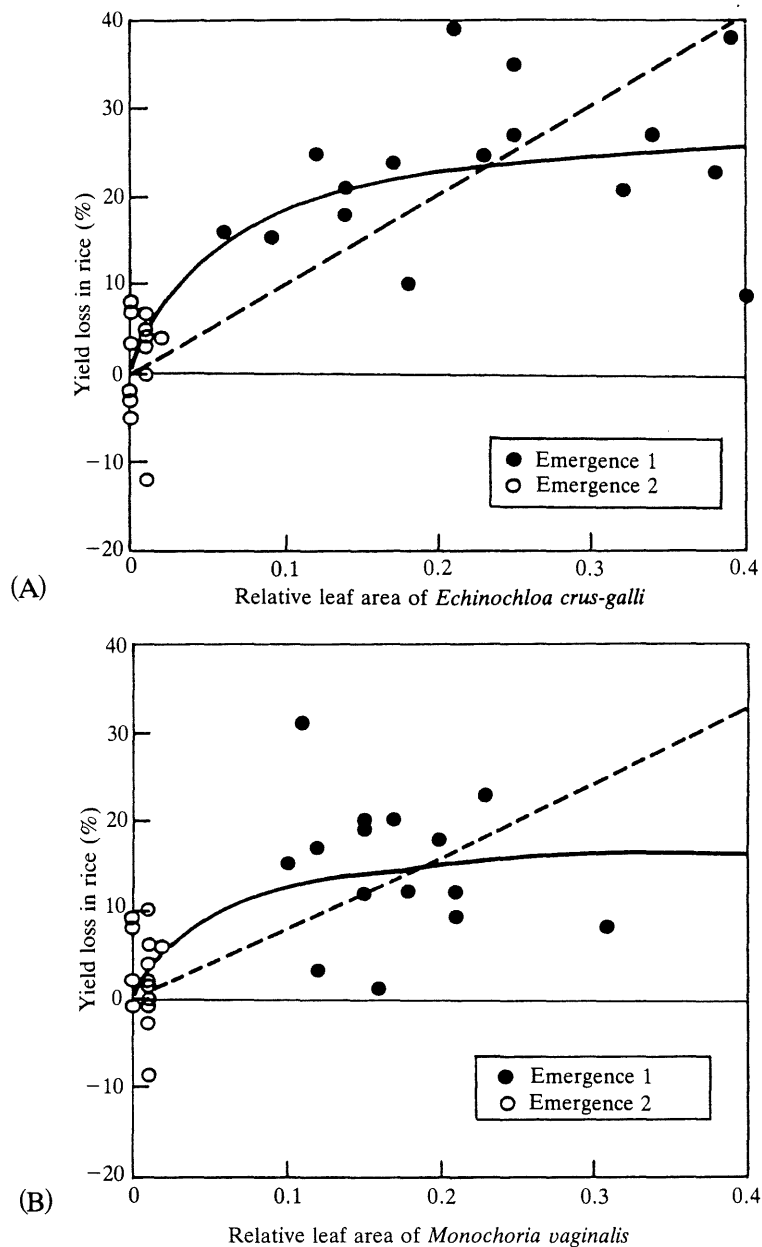 40
30
20
10
0
−10
−20
Yield loss in rice (%)
Emergence 1
Emergence 2
0 0.1 0.2 0.3 0.4
Relative leaf area of Echinochloa crus-galli
(A)
40
30
20
10
0
−10
−20
Yield loss in rice (%)
Emergence 1
Emergence 2
0 0.1 0.2 0.3 0.4
Relative leaf area of Monochoria vaginalis
(B)